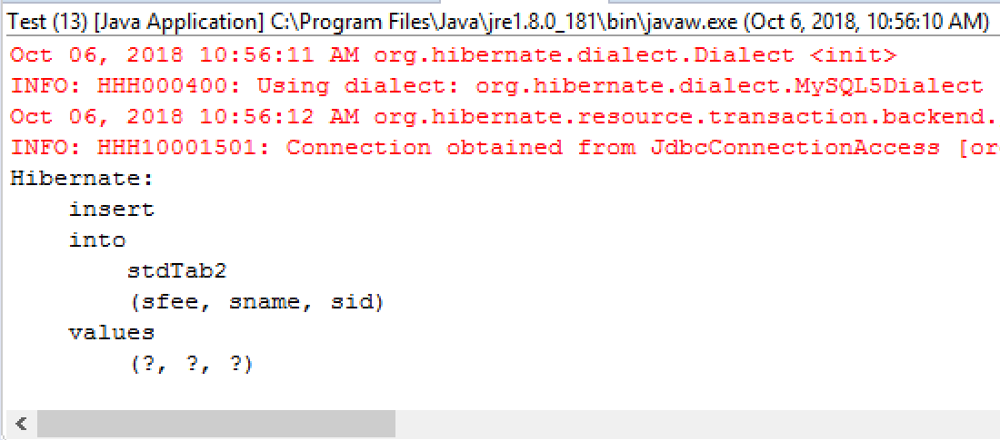 Test (13) [Java Application] C:\Program Files\Java\jre1.8.0_181\bin\javaw.exe (Oct 6, 2018, 10:56:10 AM)
Oct 06, 2018 10:56:11 AM org.hibernate.dialect.Dialect <init>
INFO: HHH000400: Using dialect: org.hibernate.dialect.MySQL5Dialect
Oct 06, 2018 10:56:12 AM org.hibernate.resource.transaction.backend.
INFO: HHH10001501: Connection obtained from JdbcConnectionAccess [or
Hibernate:
    insert
    into
        stdTab2
        (sfee, sname, sid)
    values
        (?, ?, ?)